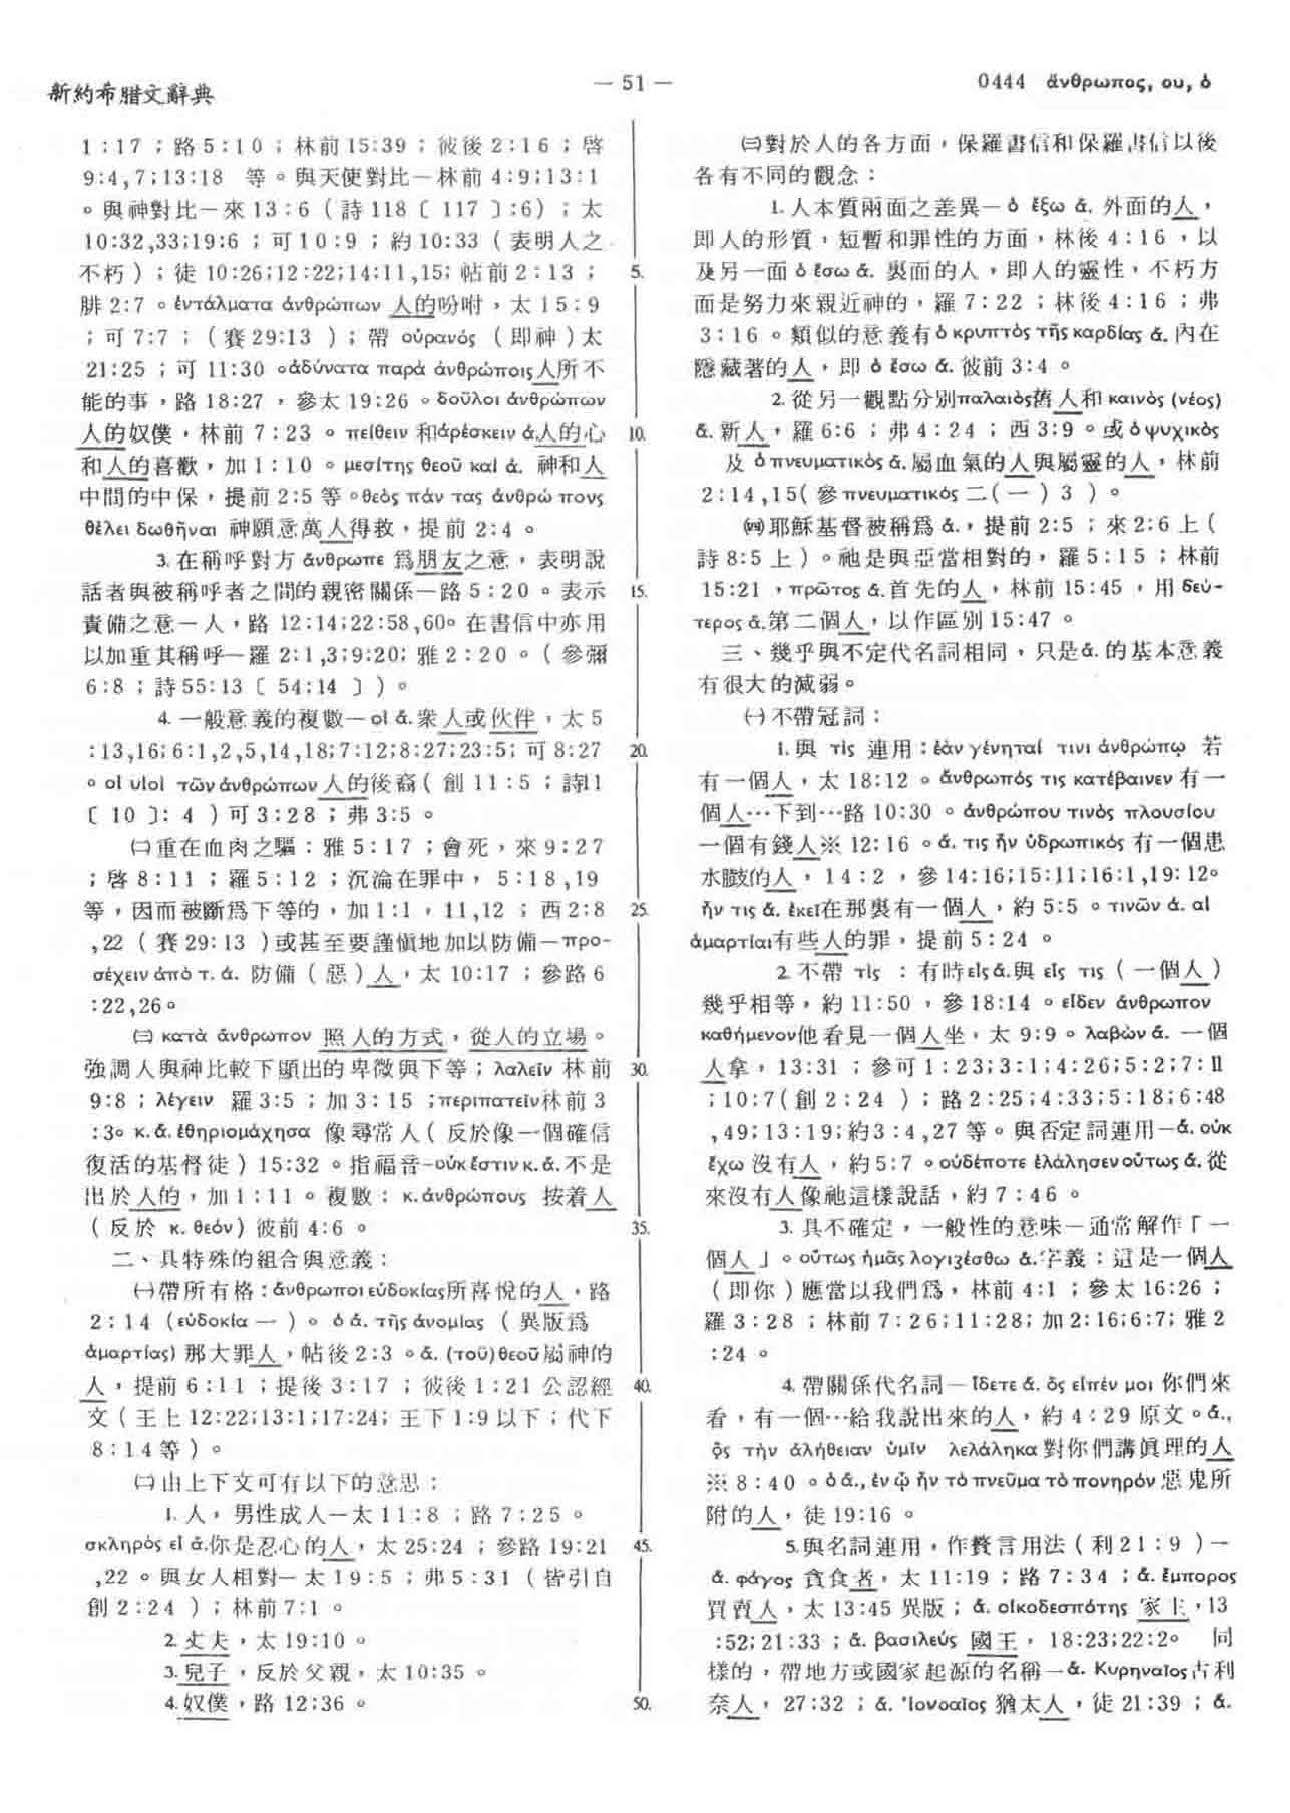 新約希腊文辭典
— 51 —
0444 ἄνθρωπος, ου, ὁ
1:17；路5:10；林前15:39；彼後2:16；啓
9:4,7;13:18 等。與天使對比—林前4:9;13:1
。與神對比—來13:6（詩118〔117〕:6）；太
10:32,33;19:6；可10:9；約10:33（表明人之
不朽）；徒10:26;12:22;14:11,15;帖前2:13；
腓2:7。ἐντάλματα ἀνθρώπων 人的吩咐，太15:9
；可7:7；（賽29:13）；帶 οὐρανός（即神）太
21:25；可11:30。ἀδύνατα παρὰ ἀνθρώποις人所不
能的事，路18:27，參太19:26。δοῦλοι ἀνθρώπων
人的奴僕，林前7:23。πείθειν 和ἀρέσκειν ἀ.人的心
和人的喜歡，加1:10。μεσίτης θεοῦ καί ἀ. 神和人
中間的中保，提前2:5等。θεὸς πάν τας ἀνθρώ πονς
θέλει δωθῆναι 神願意萬人得救，提前2:4。
3.在稱呼對方 ἄνθρωπε 爲朋友之意，表明說
話者與被稱呼者之間的親密關係—路5:20。表示
責備之意—人，路12:14;22:58,60。在書信中亦用
以加重其稱呼—羅2:1,3;9:20;雅2:20。（參彌
6:8；詩55:13〔54:14〕）。
4.一般意義的複數—οἱ ἄ.衆人或伙伴，太5
:13,16;6:1,2,5,14,18;7:12;8:27;23:5;可8:27
。οἱ υἱοὶ τῶν ἀνθρώπων人的後裔（創11:5；詩11
〔10〕:4）可3:28；弗3:5。
㈡重在血肉之軀：雅5:17；會死，來9:27
；啓8:11；羅5:12；沉淪在罪中，5:18,19
等，因而被斷爲下等的，加1:1，11,12；西2:8
,22（賽29:13）或甚至要謹愼地加以防備—προ-
σέχειν ἀπὸ τ. ἀ. 防備（惡）人，太10:17；參路6
:22,26。
㈢ κατὰ ἄνθρωπον 照人的方式，從人的立場。
強調人與神比較下顯出的卑微與下等；λαλεῖν 林前
9:8；λέγειν 羅3:5；加3:15；περιπατεῖν林前3
:3。κ.ἄ. ἐθηριομάχησα 像尋常人（反於像一個確信
復活的基督徒）15:32。指福音—οὐκ ἔστιν κ.ἄ.不是
出於人的，加1:11。複數：κ.ἀνθρώπους 按着人
（反於 κ. θεόν）彼前4:6。
二、具特殊的組合與意義：
㈠帶所有格：ἄνθρωποι εὐδοκίας所喜悅的人，路
2:14（εὐδοκία 一）。ὁ ἄ. τῆς ἀνομίας（異版爲
ἁμαρτίας）那大罪人，帖後2:3。ἄ. (τοῦ) θεοῦ屬神的
人，提前6:11；提後3:17；彼後1:21公認經
文（王上12:22;13:1;17:24;王下1:9以下；代下
8:14等）。
㈡由上下文可有以下的意思：
1.人，男性成人—太11:8；路7:25。
σκληρὸς εἶ ἄ.你是忍心的人，太25:24；參路19:21
,22。與女人相對—太19:5；弗5:31（皆引自
創2:24）；林前7:1。
2.丈夫，太19:10。
3.兒子，反於父親，太10:35。
4.奴僕，路12:36。
5.
10.
15.
20.
25.
30.
35.
40.
45.
50.
㈢對於人的各方面，保羅書信和保羅書信以後
各有不同的觀念：
1.人本質兩面之差異—ὁ ἔξω ἄ. 外面的人，
即人的形質，短暫和罪性的方面，林後4:16，以
及另一面 ὁ ἔσω ἄ. 裏面的人，即人的靈性，不朽方
面是努力來親近神的，羅7:22；林後4:16；弗
3:16。類似的意義有ὁ κρυπτὸς τῆς καρδίας ἄ. 內在
隱藏著的人，即 ὁ ἔσω ἄ. 彼前3:4。
2.從另一觀點分別παλαιὸς舊人和 καινὸς (νέος)
ἄ.新人，羅6:6；弗4:24；西3:9。或 ὁ ψυχικὸς
及 ὁ πνευματικὸς ἄ.屬血氣的人與屬靈的人，林前
2:14,15(參 πνευματικός 二（一）3）。
㈣耶穌基督被稱爲 ἄ.，提前2:5；來2:6上（
詩8:5上）。祂是與亞當相對的，羅5:15；林前
15:21，πρῶτος ἄ.首先的人，林前15:45，用 δεύ-
τερος ἄ.第二個人，以作區別15:47。
三、幾乎與不定代名詞相同，只是ἄ. 的基本意義
有很大的減弱。
㈠不帶冠詞：
1.與 τὶς 連用：ἐὰν γένηταί τινι ἀνθρώπῳ 若
有一個人，太18:12。ἄνθρωπός τις κατέβαινεν 有一
個人…下到…路10:30。ἀνθρώπου τινὸς πλουσίου
一個有錢人※12:16。ἄ. τις ἦν ὑδρωπικός 有一個患
水臌的人，14:2，參14:16;15:11;16:1,19:12。
ἦν τις ἄ. ἐκεῖ在那裏有一個人，約5:5。τινῶν ἀ. αἱ
ἁμαρτίαι有些人的罪，提前5:24。
2.不帶 τὶς ：有時εἷς ἄ.與 εἷς τις（一個人）
幾乎相等，約11:50，參18:14。εἶδεν ἄνθρωπον
καθήμενον他看見一個人坐，太9:9。λαβὼν ἄ. 一個
人拿，13:31；參可1:23;3:1;4:26;5:2;7:11
；10:7(創2:24）；路2:25;4:33;5:18;6:48
,49;13:19;約3:4,27等。與否定詞連用—ἄ. οὐκ
ἔχω 沒有人，約5:7。οὐδέποτε ἐλάλησεν οὕτως ἄ. 從
來沒有人像祂這樣說話，約7:46。
3.具不確定，一般性的意味—通常解作「一
個人」。οὕτως ἡμᾶς λογιζέσθω ἄ.字義：這是一個人
（即你）應當以我們爲，林前4:1；參太16:26；
羅3:28；林前7:26;11:28;加2:16;6:7;雅2
:24。
4.帶關係代名詞—ἴδετε ἄ. ὃς εἶπέν μοι 你們來
看，有一個…給我說出來的人，約4:29原文。ἄ.,
ὃς τὴν ἀλήθειαν ὑμῖν λελάληκα 對你們講眞理的人
※8:40。ὁ ἄ., ἐν ᾧ ἦν τὸ πνεῦμα τὸ πονηρόν 惡鬼所
附的人，徒19:16。
5.與名詞連用，作贅言用法（利21:9）—
ἄ. φάγος 貪食者，太11:19；路7:34；ἄ. ἔμπορος
買賣人，太13:45異版；ἄ. οἰκοδεσπότης 家主，13
:52;21:33；ἄ. βασιλεύς 國王，18:23;22:2。同
樣的，帶地方或國家起源的名稱—ἄ. Κυρηναῖος古利
奈人，27:32；ἄ. Ἰονοαῖος 猶太人，徒21:39；ἄ.